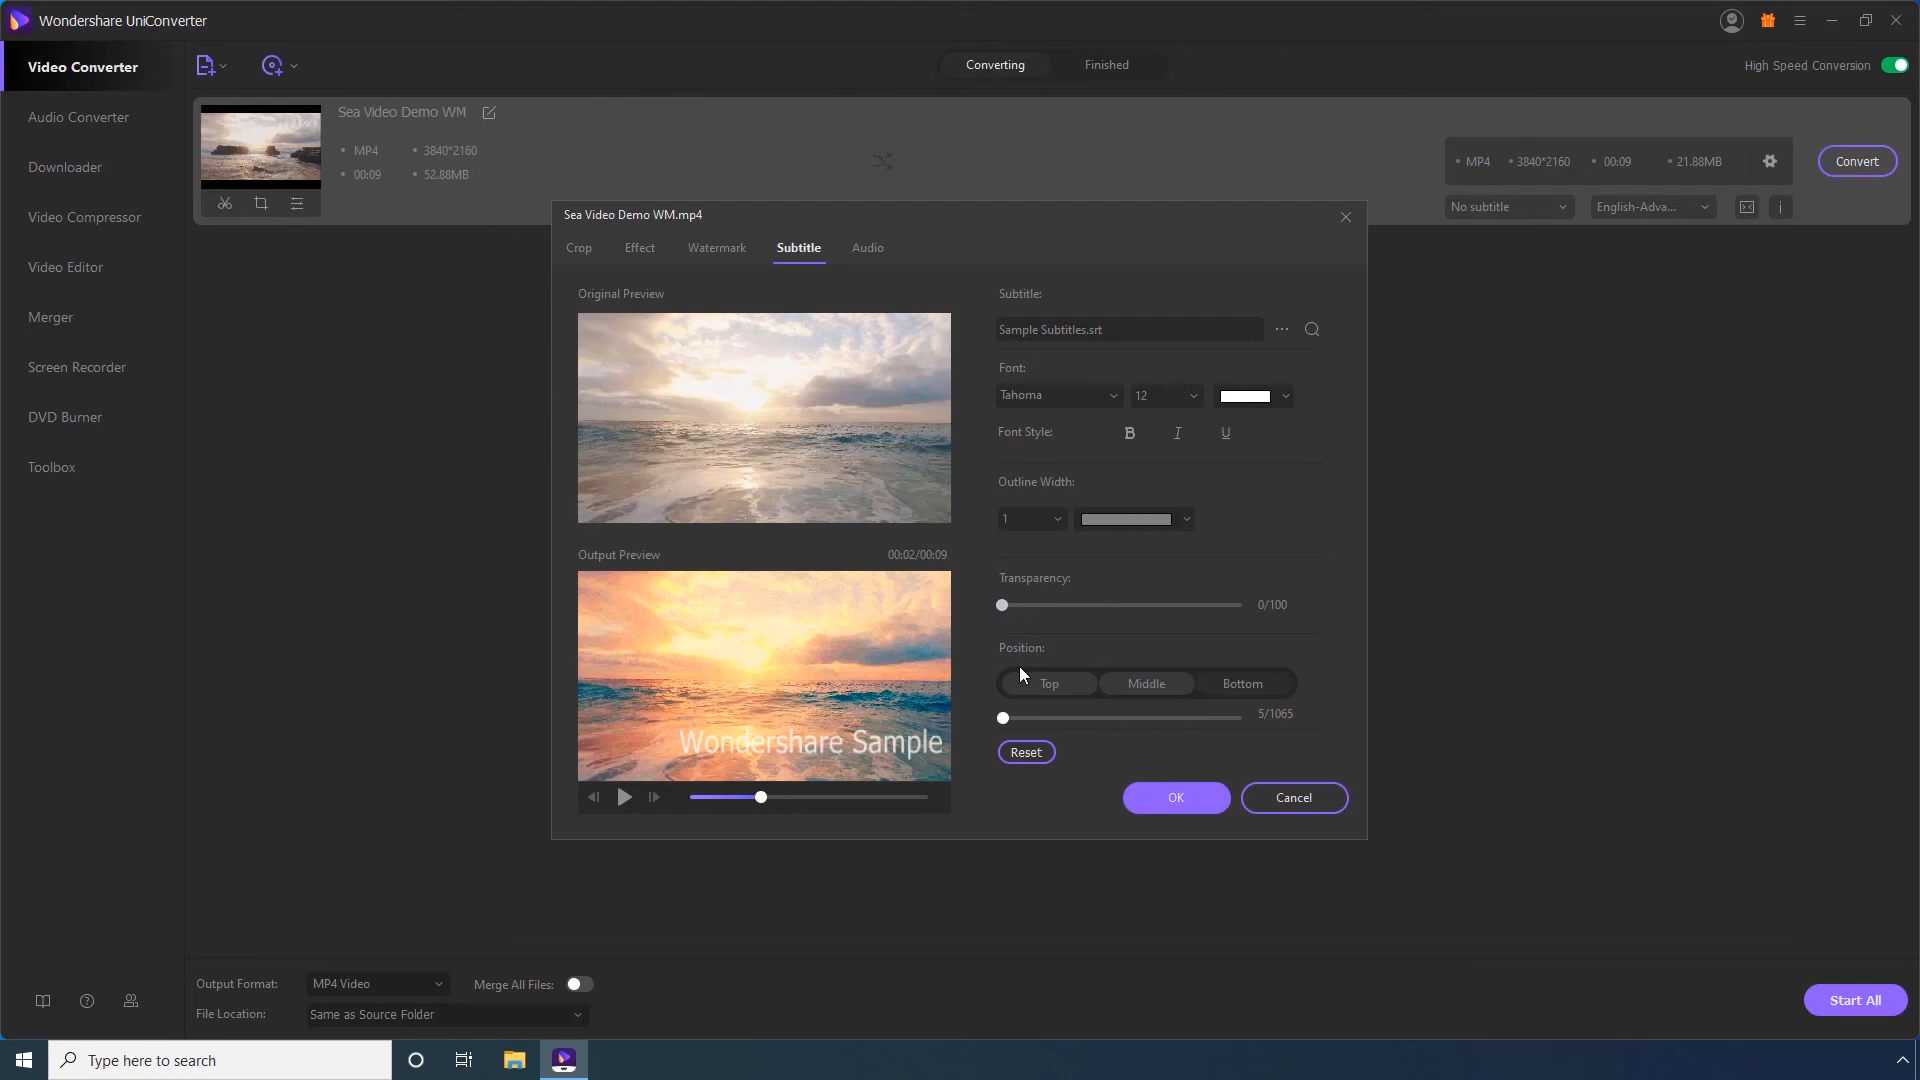 Wondershare UniConverter
Video Converter
Converting
Finished
High Speed Conversion
Audio Converter
Downloader
Video Compressor
Video Editor
Merger
Screen Recorder
DVD Burner
Toolbox
Sea Video Demo WM
MP4
3840*2160
00:09
52.88MB
MP4
3840*2160
00:09
21.88MB
Convert
No subtitle
English-Adva...
Sea Video Demo WM.mp4
Crop
Effect
Watermark
Subtitle
Audio
Original Preview
Output Preview
00:02/00:09
Wondershare Sample
Subtitle:
Sample Subtitles.srt
Font:
Tahoma
12
Font Style:
B
I
U
Outline Width:
1
Transparency:
0/100
Position:
Top
Middle
Bottom
5/1065
Reset
OK
Cancel
Output Format:
MP4 Video
Merge All Files:
File Location:
Same as Source Folder
Start All
Type here to search